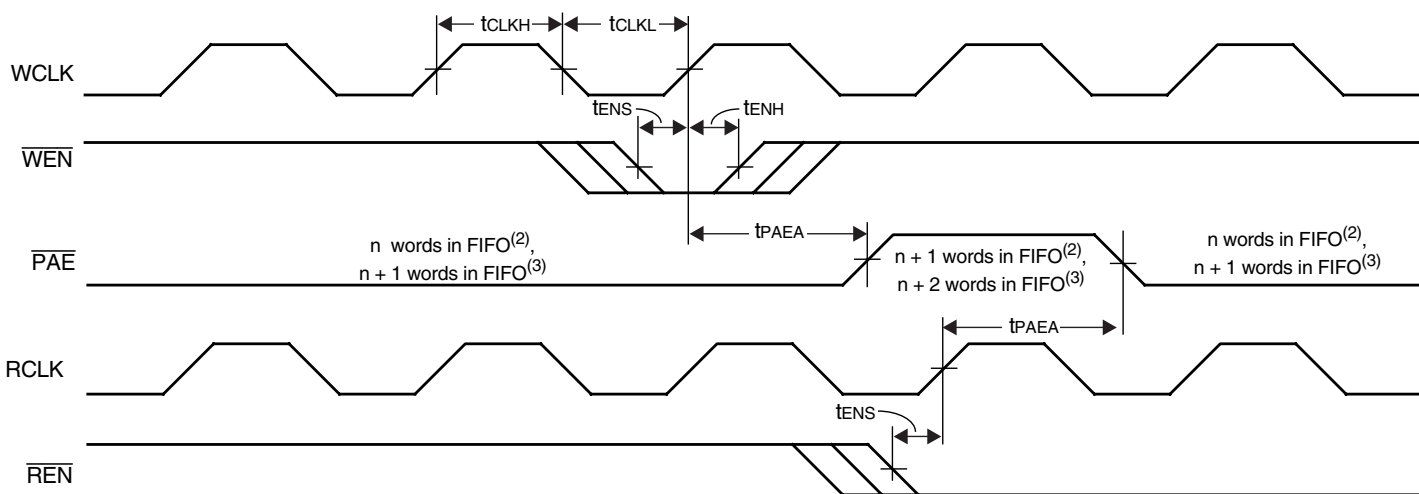 tCLKH tCLKL
WCLK
tENS tENH
WEN
tPAEA
PAE
n words in FIFO(2),
n + 1 words in FIFO(3)
n + 1 words in FIFO(2),
n + 2 words in FIFO(3)
n words in FIFO(2),
n + 1 words in FIFO(3)
tPAEA
RCLK
tENS
REN